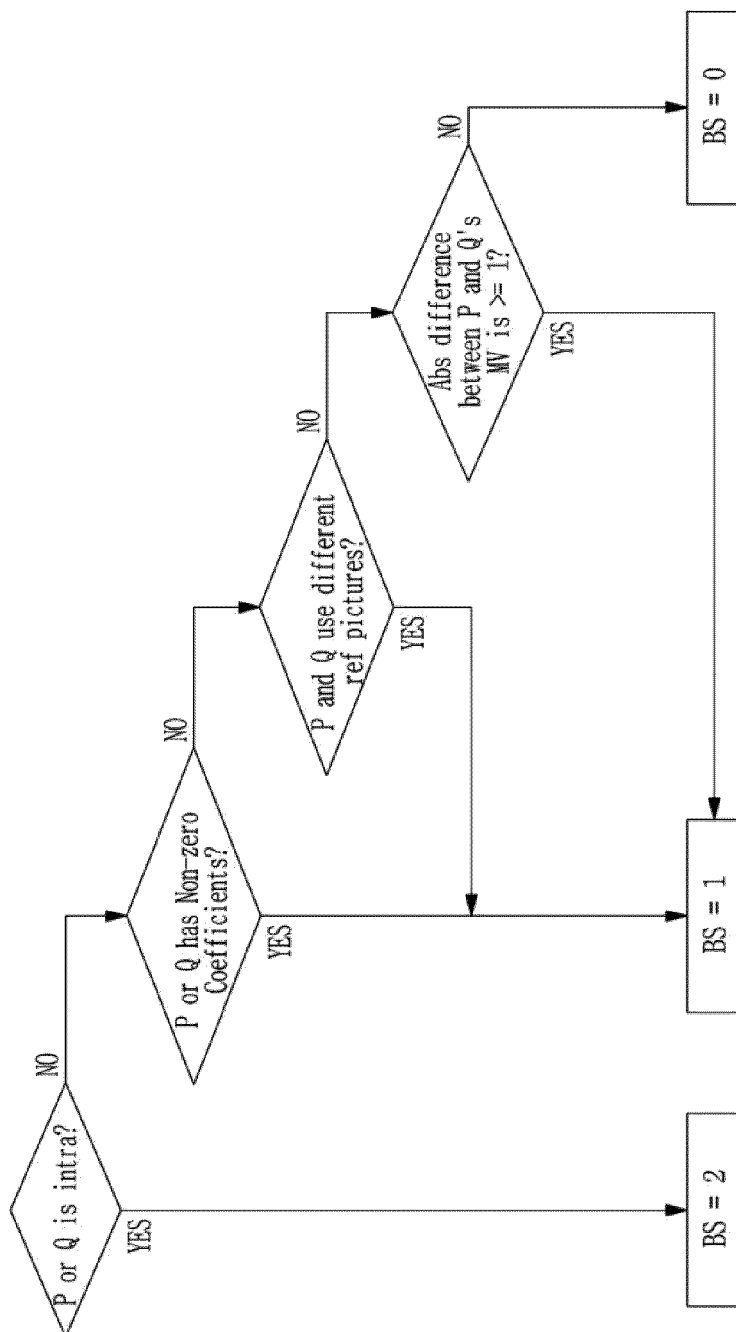 P or Q is intra?
NO
YES
P or Q has Non-zero
Coefficients?
NO
YES
P and Q use different
ref pictures?
NO
YES
Abs difference
between P and Q's
MV is >= 1?
NO
YES
BS = 2
BS = 1
BS = 0